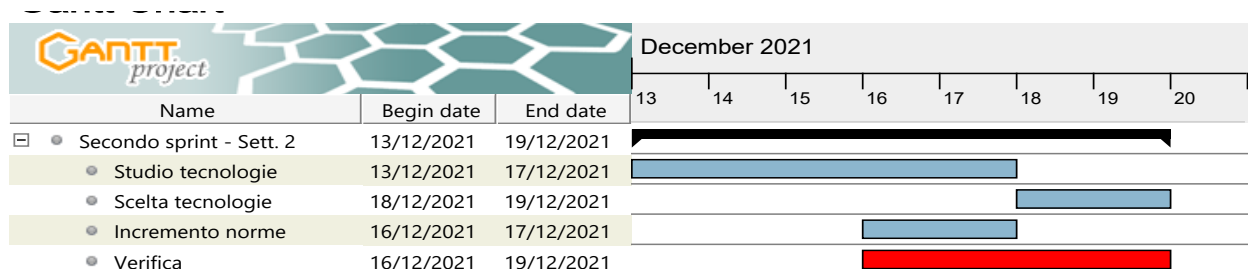 Gantt Chart
GANTT
project
December 2021
13 14 15 16 17 18 19 20
Name Begin date End date
Secondo sprint - Sett. 2 13/12/2021 19/12/2021
Studio tecnologie 13/12/2021 17/12/2021
Scelta tecnologie 18/12/2021 19/12/2021
Incremento norme 16/12/2021 17/12/2021
Verifica 16/12/2021 19/12/2021